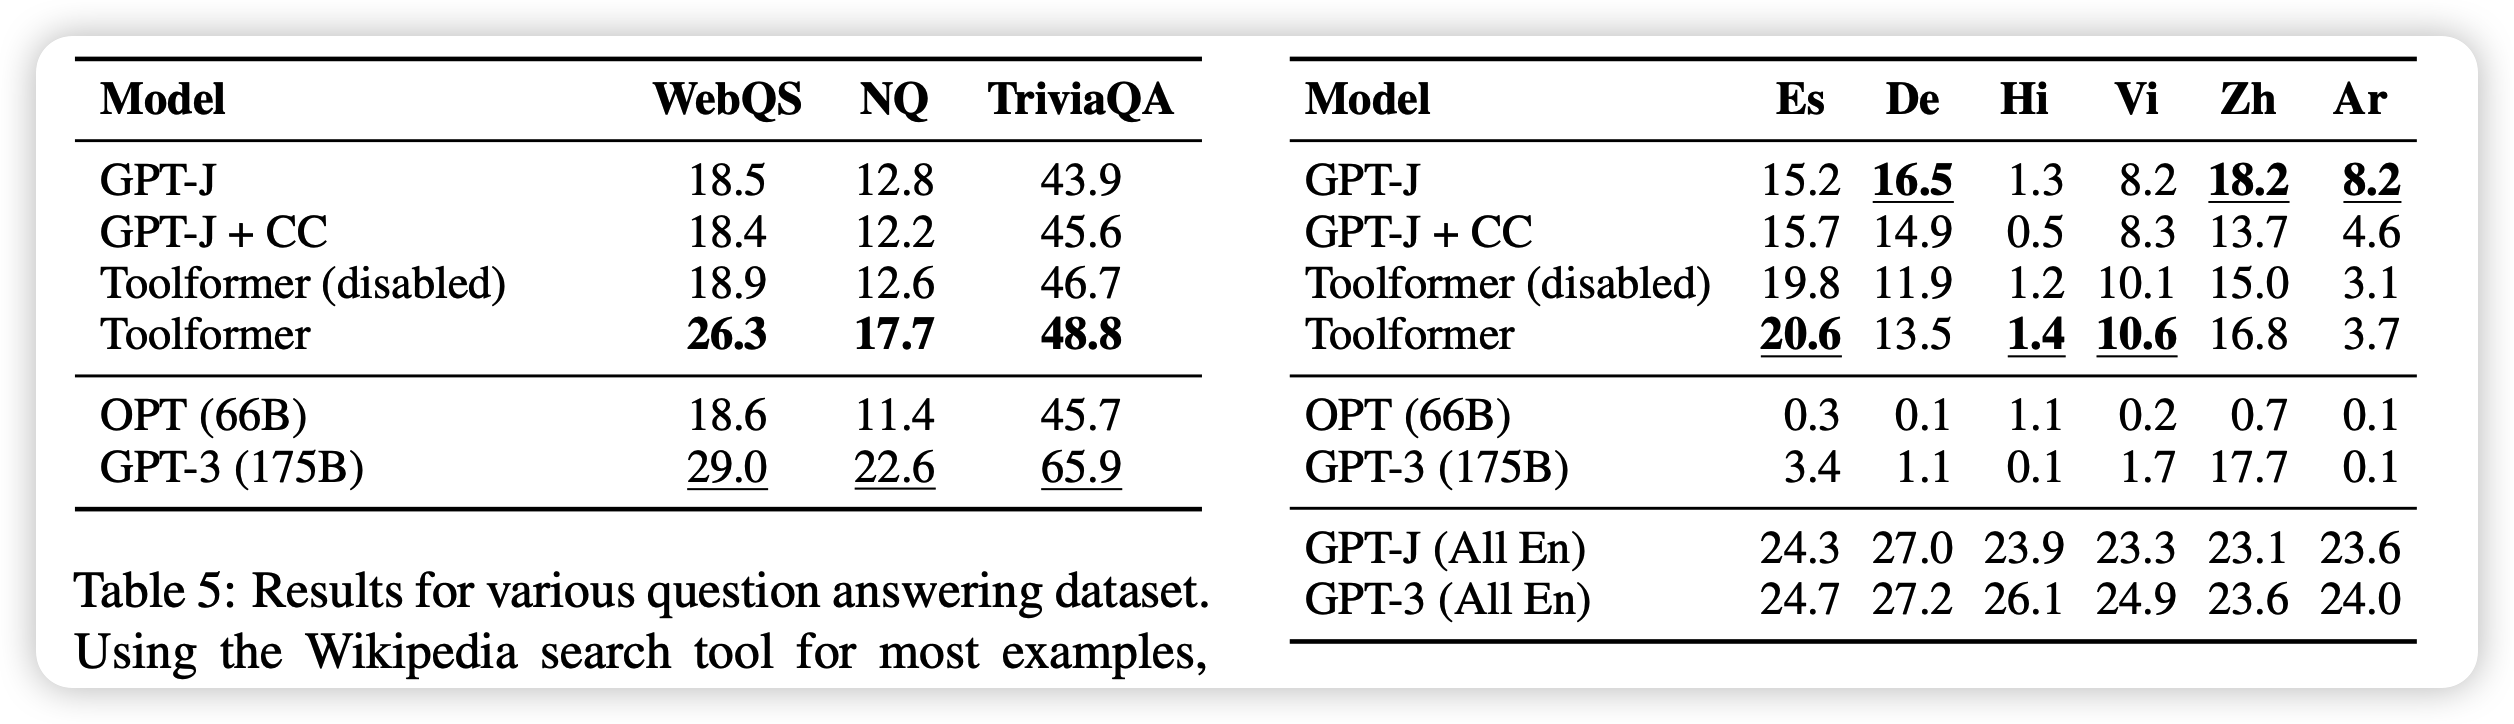 Model WebQS NQ TriviaQA
GPT-J 18.5 12.8 43.9
GPT-J + CC 18.4 12.2 45.6
Toolformer (disabled) 18.9 12.6 46.7
Toolformer 26.3 17.7 48.8
OPT (66B) 18.6 11.4 45.7
GPT-3 (175B) 29.0 22.6 65.9
Table 5: Results for various question answering dataset.
Using the Wikipedia search tool for most examples,
Model Es De Hi Vi Zh Ar
GPT-J 15.2 16.5 1.3 8.2 18.2 8.2
GPT-J + CC 15.7 14.9 0.5 8.3 13.7 4.6
Toolformer (disabled) 19.8 11.9 1.2 10.1 15.0 3.1
Toolformer 20.6 13.5 1.4 10.6 16.8 3.7
OPT (66B) 0.3 0.1 1.1 0.2 0.7 0.1
GPT-3 (175B) 3.4 1.1 0.1 1.7 17.7 0.1
GPT-J (All En) 24.3 27.0 23.9 23.3 23.1 23.6
GPT-3 (All En) 24.7 27.2 26.1 24.9 23.6 24.0